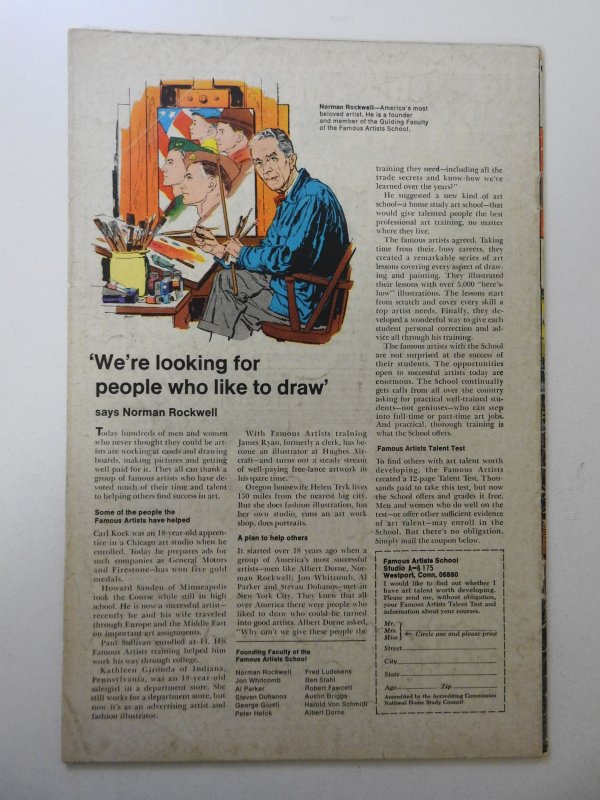 Norman Rockwell—America's most
beloved artist. He is a founder
and member of the Guiding Faculty
of the Famous Artists School.
'We're looking for
people who like to draw'
says Norman Rockwell
Today hundreds of men and women
who never thought they could be art-
ists are working at easels and drawing
boards, making pictures and getting
well paid for it. They all can thank a
group of famous artists who have de-
voted much of their time and talent
to helping others find success in art.
Some of the people the
Famous Artists have helped
Carl Kock was an 18-year-old appren-
tice in a Chicago art studio when he
enrolled. Today he prepares ads for
such companies as General Motors
and Firestone—has won five gold
medals.
Howard Sunden of Minneapolis
took the Course while still in high
school. He is now a successful artist—
recently he and his wife traveled
through Europe and the Middle East
on important art assignments.
Paul Sullivan enrolled at 17. His
Famous Artists training helped him
work his way through college.
Kathleen Gironda of Indiana,
Pennsylvania, was an 18-year-old
salesgirl in a department store. She
still works for a department store, but
now it's as an advertising artist and
fashion illustrator.
With Famous Artists training
James Ryan, formerly a clerk, has be-
come an illustrator at Hughes Air-
craft—and turns out a steady stream
of well-paying free-lance artwork in
his spare time.
Oregon housewife Helen Tryk lives
150 miles from the nearest big city.
But she does fashion illustration, has
her own studio, runs an art work
shop, does portraits.
A plan to help others
It started over 18 years ago when a
group of America's most successful
artists—men like Albert Dorne, Nor-
man Rockwell, Jon Whitcomb, Al
Parker and Stevan Dohanos—met in
New York City. They knew that all
over America there were people who
liked to draw who could be turned
into good artists. Albert Dorne asked,
"Why can't we give these people the
Founding Faculty of the
Famous Artists School
Norman Rockwell
Jon Whitcomb
Al Parker
Stevan Dohanos
George Giusti
Peter Helck
Fred Ludekens
Ben Stahl
Robert Fawcett
Austin Briggs
Harold Von Schmidt
Albert Dorne
training they need—including all the
trade secrets and know-how we've
learned over the years?"
He suggested a new kind of art
school—a home study art school—that
would give talented people the best
professional art training, no matter
where they live.
The famous artists agreed. Taking
time from their busy careers, they
created a remarkable series of art
lessons covering every aspect of draw-
ing and painting. They illustrated
their lessons with over 5,000 "here's-
how" illustrations. The lessons start
from scratch and cover every skill a
top artist needs. Finally, they de-
veloped a wonderful way to give each
student personal correction and ad-
vice all through his training.
The famous artists with the School
are not surprised at the success of
their students. The opportunities
open to successful artists today are
enormous. The School continually
gets calls from all over the country
asking for practical well-trained stu-
dents—not geniuses—who can step
into full-time or part-time art jobs.
And practical, thorough training is
what the School offers.
Famous Artists Talent Test
To find others with art talent worth
developing, the Famous Artists
created a 12-page Talent Test. Thou-
sands paid to take this test, but now
the School offers and grades it free.
Men and women who do well on the
test—or offer other sufficient evidence
of art talent—may enroll in the
School. But there's no obligation.
Simply mail the coupon below.
Famous Artists School
Studio A-6175
Westport, Conn. 06880
I would like to find out whether I
have art talent worth developing.
Please send me, without obligation,
your Famous Artists Talent Test and
information about your courses.
Mr.
Mrs. Circle one and please print
Miss
Street
City
State
Age Zip
Accredited by the Accrediting Commission
National Home Study Council